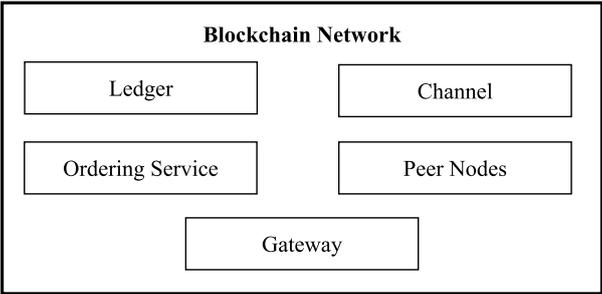 Blockchain Network
Ledger
Channel
Ordering Service
Peer Nodes
Gateway